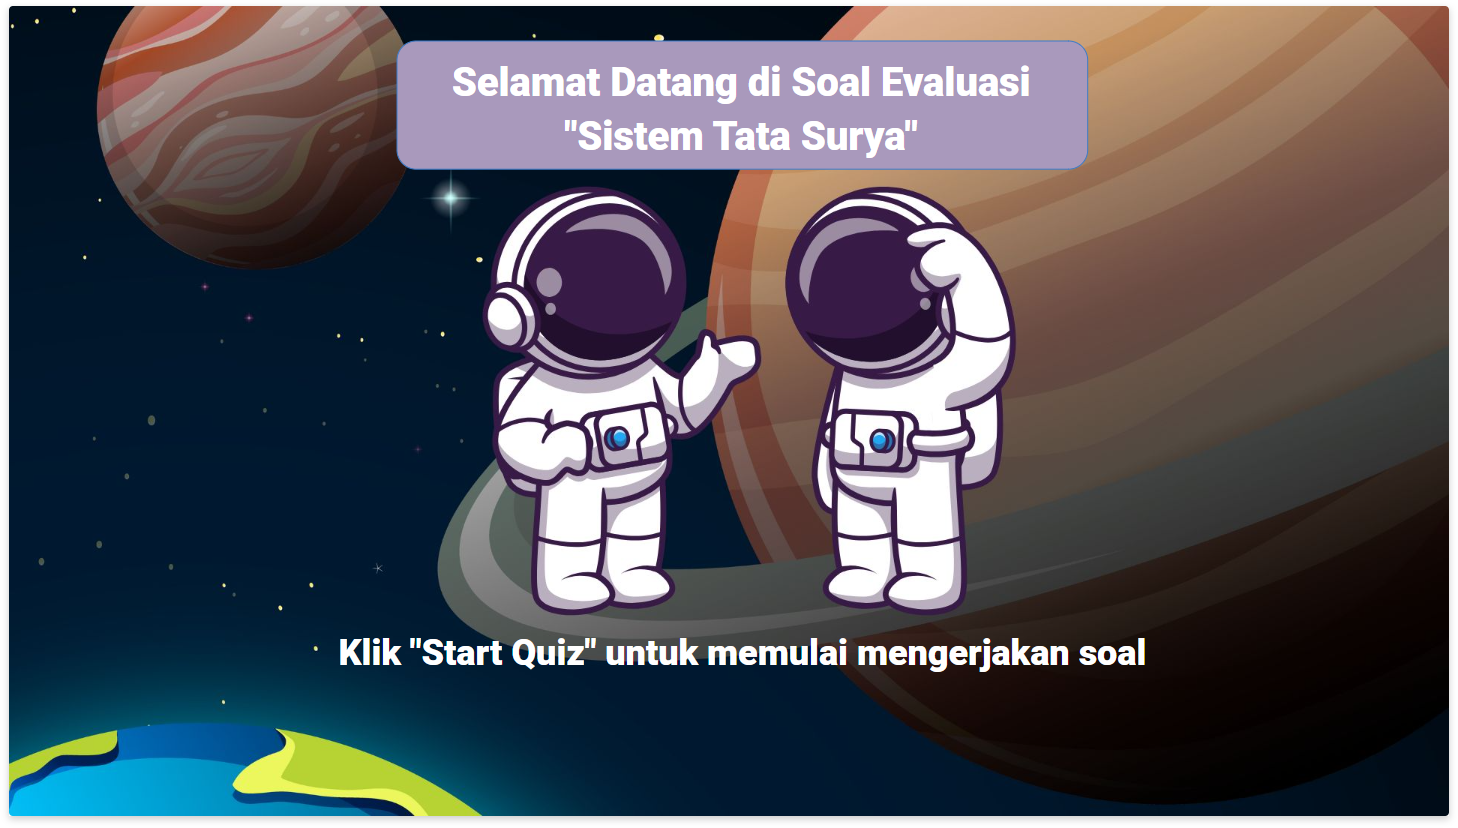 Selamat Datang di Soal Evaluasi
"Sistem Tata Surya"
Klik "Start Quiz" untuk memulai mengerjakan soal